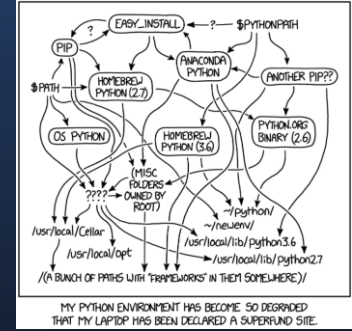 EASY_INSTALL
$PYTHONPATH
?
?
PIP
ANACONDA PYTHON
ANOTHER PIP??
HOMEBREW PYTHON (2.7)
$PATH
OS PYTHON
HOMEBREW PYTHON (3.6)
PYTHON.ORG BINARY (2.6)
(MISC FOLDERS OWNED BY ROOT)
????
~/python/
~/newenv/
/usr/local/Cellar
/usr/local/opt
/usr/local/lib/python3.6
/usr/local/lib/python2.7
/(A BUNCH OF PATHS WITH "FRAMEWORKS" IN THEM SOMEWHERE)/
MY PYTHON ENVIRONMENT HAS BECOME SO DEGRADED
THAT MY LAPTOP HAS BEEN DECLARED A SUPERFUND SITE.